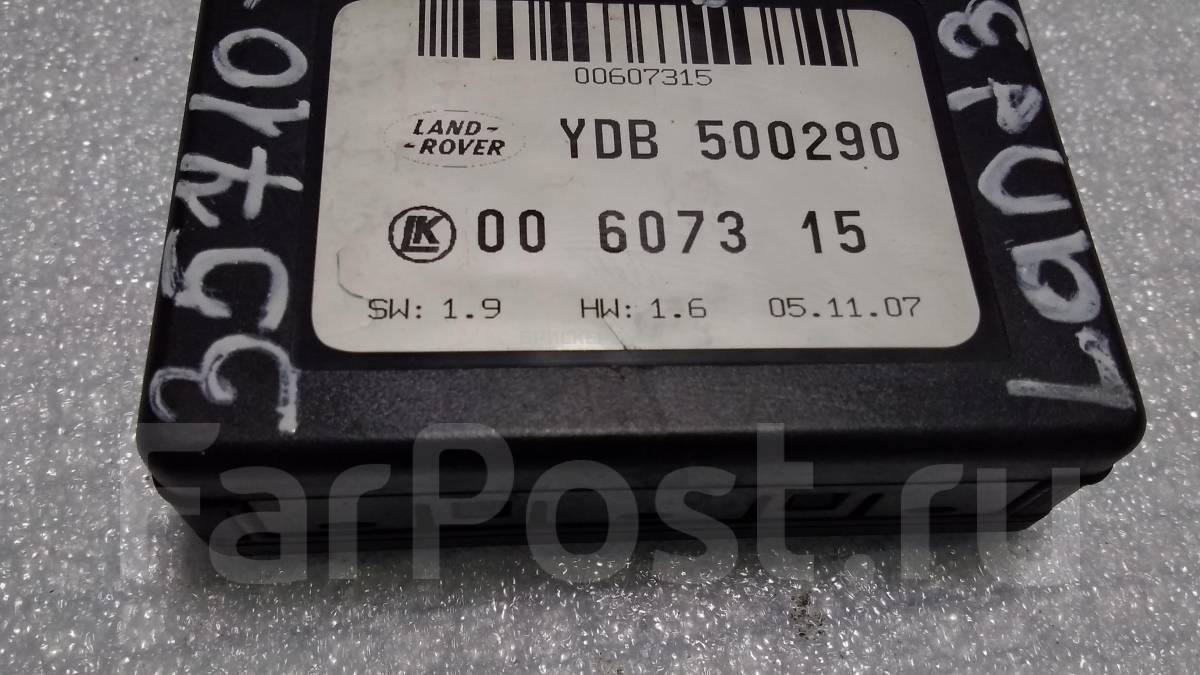 00607315
LAND-
-ROVER
YDB 500290
LK 00 6073 15
SW: 1.9 HW: 1.6 05.11.07
FarPost.ru